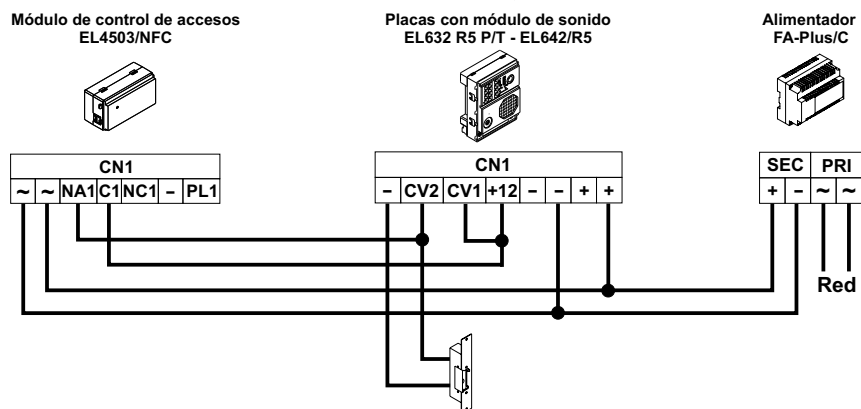 Módulo de control de accesos
EL4503/NFC
Placas con módulo de sonido
EL632 R5 P/T - EL642/R5
Alimentador
FA-Plus/C
CN1
~ ~ NA1 C1 NC1 – PL1
CN1
– CV2 CV1 +12 – – + +
SEC PRI
+ – ~ ~
Red